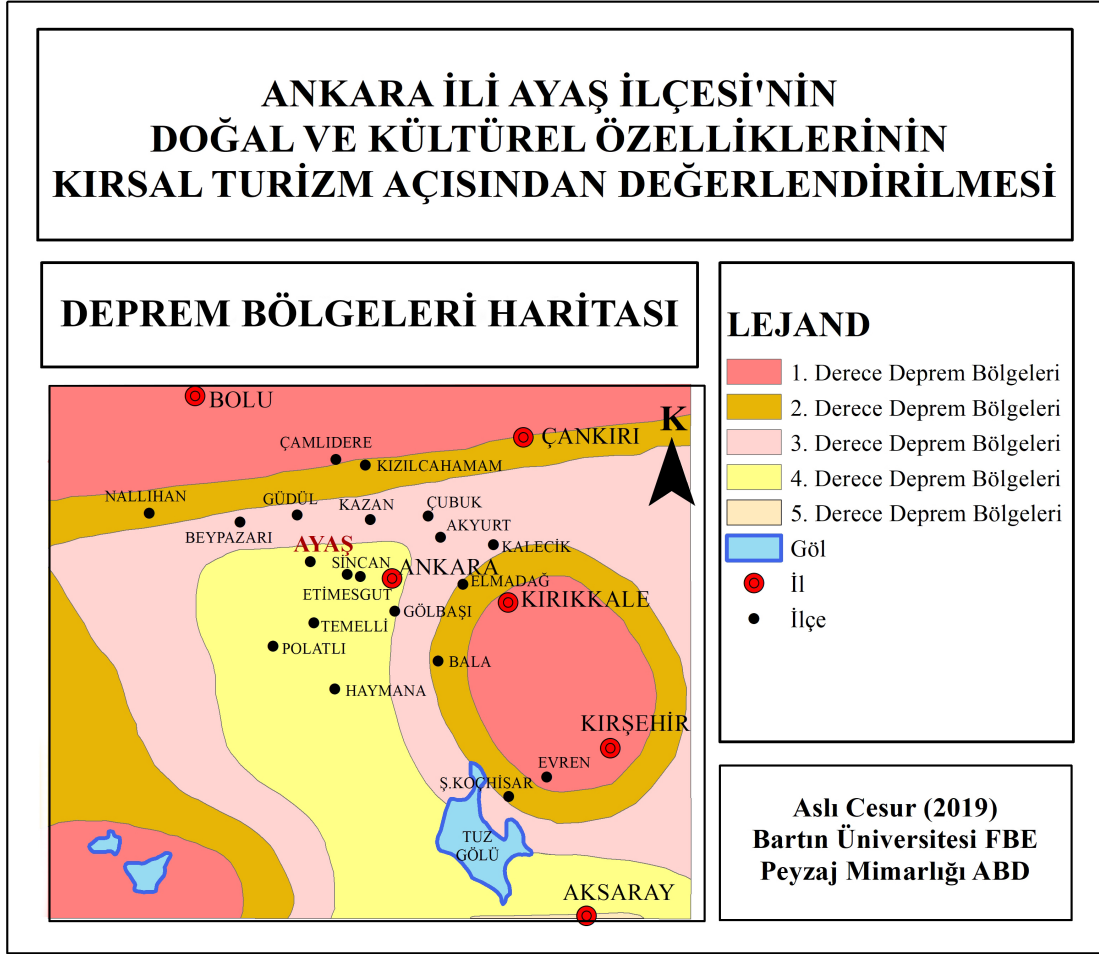 ANKARA İLİ AYAŞ İLÇESİ'NİN
DOĞAL VE KÜLTÜREL ÖZELLİKLERİNİN
KIRSAL TURİZM AÇISINDAN DEĞERLENDİRİLMESİ
DEPREM BÖLGELERİ HARİTASI
LEJAND
1. Derece Deprem Bölgeleri
2. Derece Deprem Bölgeleri
3. Derece Deprem Bölgeleri
4. Derece Deprem Bölgeleri
5. Derece Deprem Bölgeleri
Göl
İl
İlçe
BOLU
K
ÇANKIRI
ÇAMLIDERE
KIZILCAHAMAM
NALLIHAN
GÜDÜL
KAZAN
ÇUBUK
BEYPAZARI
AKYURT
AYAŞ
KALECİK
SİNCAN
ANKARA
ELMADAĞ
ETİMESGUT
KIRIKKALE
GÖLBAŞI
TEMELLİ
POLATLI
BALA
HAYMANA
KIRŞEHİR
EVREN
Ş.KOÇHİSAR
TUZ
GÖLÜ
AKSARAY
Aslı Cesur (2019)
Bartın Üniversitesi FBE
Peyzaj Mimarlığı ABD